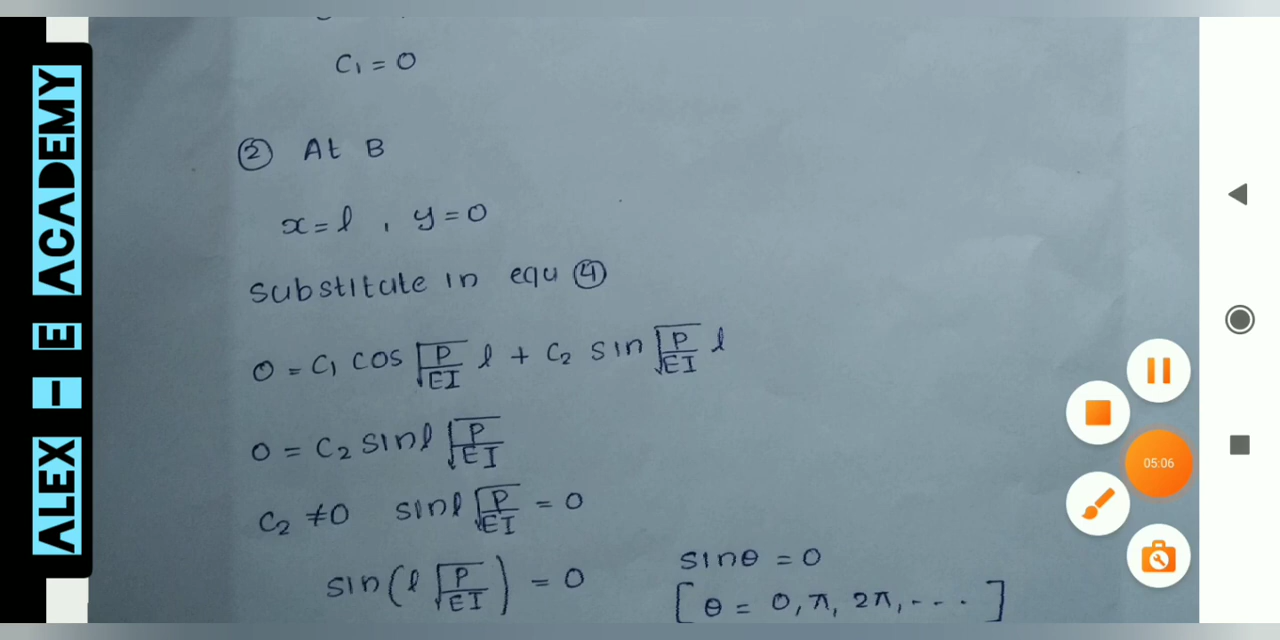 C₁ = 0
② At B
x = l , y = 0
Substitute in equ ④
0 = C₁ cos √(P/EI) l + C₂ sin √(P/EI) l
0 = C₂ sin l √(P/EI)
C₂ ≠ 0 sin l √(P/EI) = 0
sin (l √(P/EI)) = 0
sin θ = 0
[θ = 0, π, 2π, ---]
ALEX – E ACADEMY
05:06